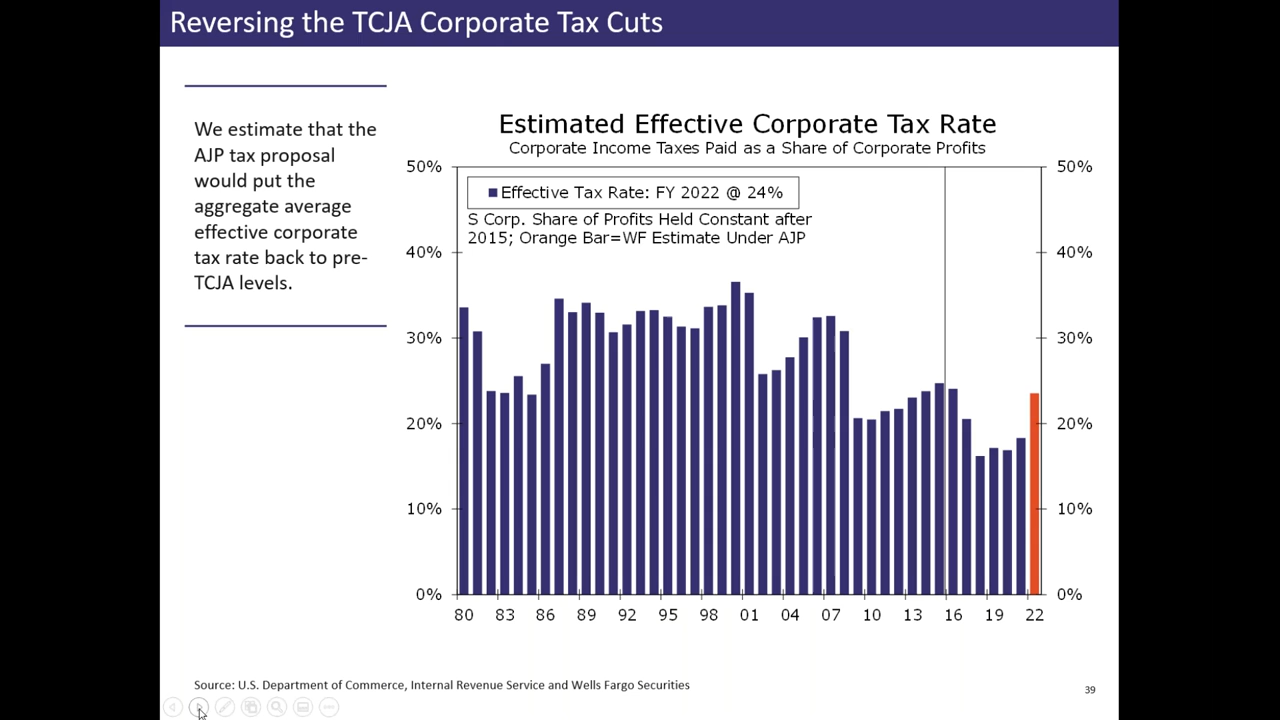 Reversing the TCJA Corporate Tax Cuts
We estimate that the
AJP tax proposal
would put the
aggregate average
effective corporate
tax rate back to pre-
TCJA levels.
Estimated Effective Corporate Tax Rate
Corporate Income Taxes Paid as a Share of Corporate Profits
50% 50%
Effective Tax Rate: FY 2022 @ 24%
S Corp. Share of Profits Held Constant after
2015; Orange Bar=WF Estimate Under AJP
40% 40%
30% 30%
20% 20%
10% 10%
0% 0%
80 83 86 89 92 95 98 01 04 07 10 13 16 19 22
Source: U.S. Department of Commerce, Internal Revenue Service and Wells Fargo Securities
39